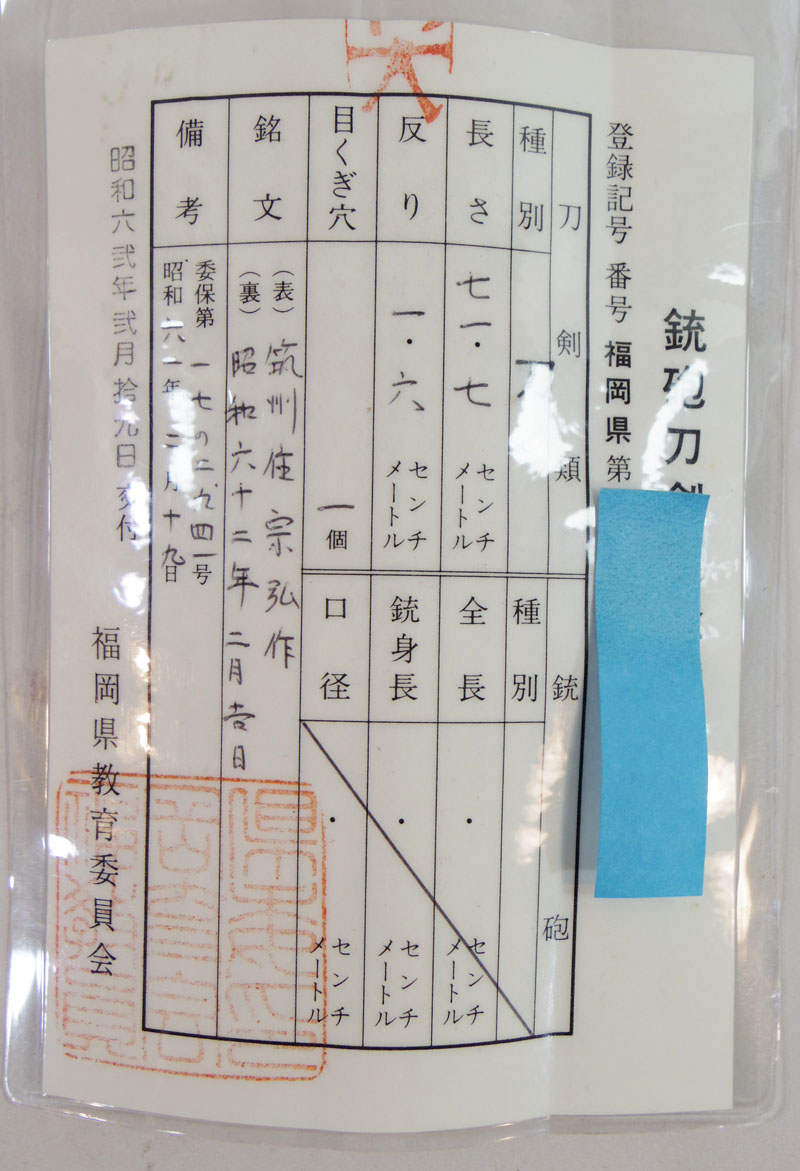 銃砲刀剣
登録記号番号 福岡県 第
刀剣類
種別 刀
長さ 七一・七 センチメートル
反り 一・六 センチメートル
目くぎ穴 一個
銘文
(表) 筑州住宗弘作
(裏) 昭和六十二年二月吉日
備考
委保第一七の二九四一号
昭和六一年二月十九日
銃砲
種別
全長 ・ センチメートル
銃身長 ・ センチメートル
口径 ・ センチメートル
昭和六弐年弐月拾九日交付
福岡県教育委員会